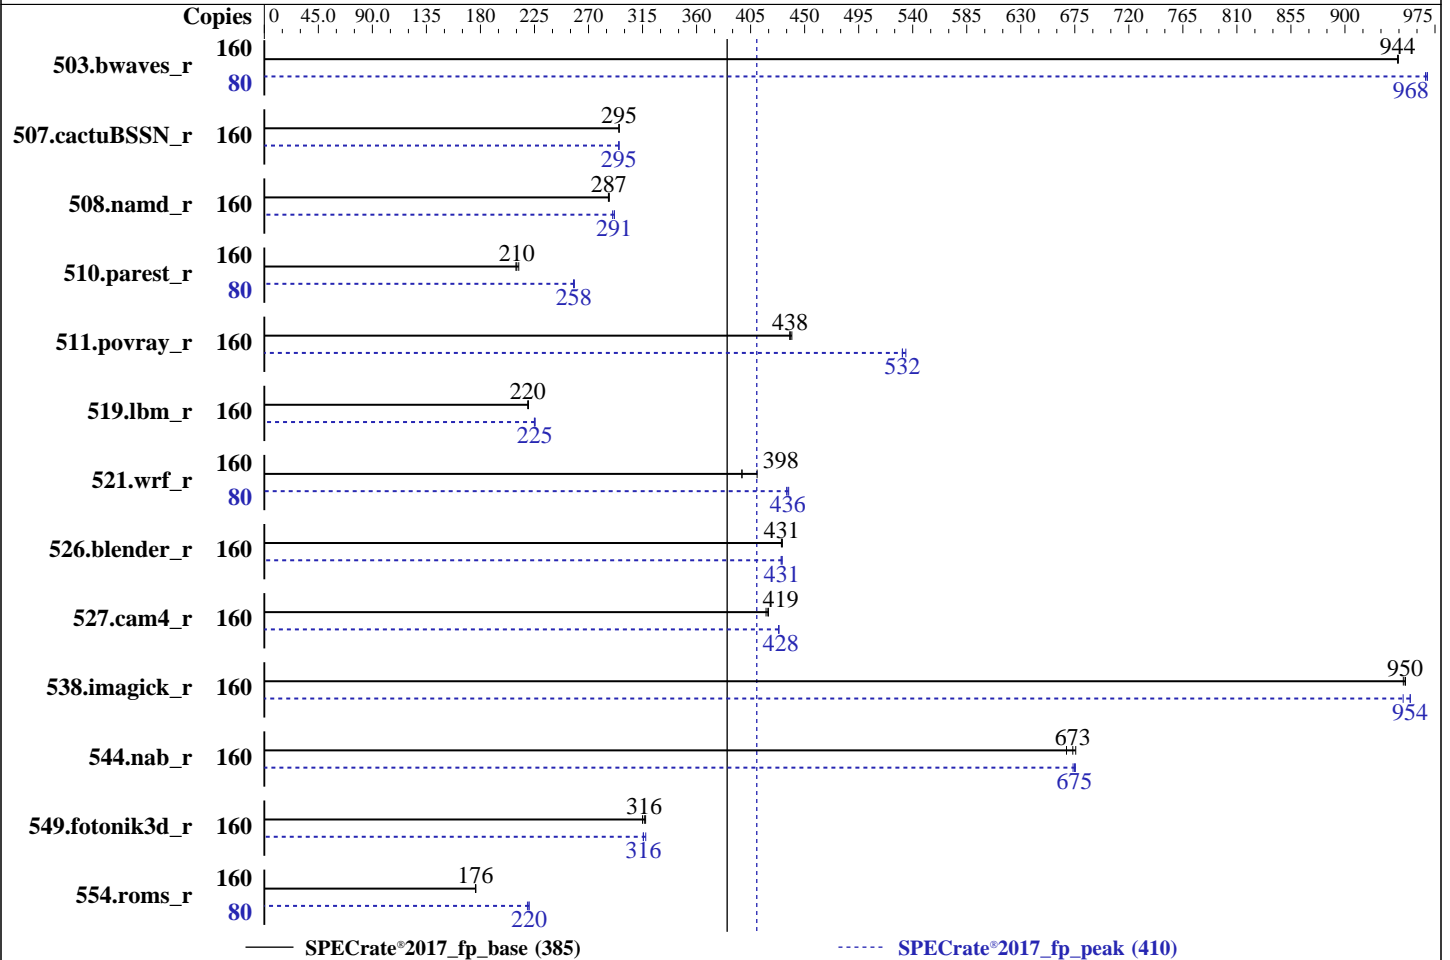 Copies 0 45.0 90.0 135 180 225 270 315 360 405 450 495 540 585 630 675 720 765 810 855 900 975
503.bwaves_r 160 944
80 968
507.cactuBSSN_r 160 295
295
508.namd_r 160 287
291
510.parest_r 160 210
80 258
511.povray_r 160 438
532
519.lbm_r 160 220
225
521.wrf_r 160 398
80 436
526.blender_r 160 431
431
527.cam4_r 160 419
428
538.imagick_r 160 950
954
544.nab_r 160 673
675
549.fotonik3d_r 160 316
316
554.roms_r 160 176
80 220
SPECrate®2017_fp_base (385) SPECrate®2017_fp_peak (410)